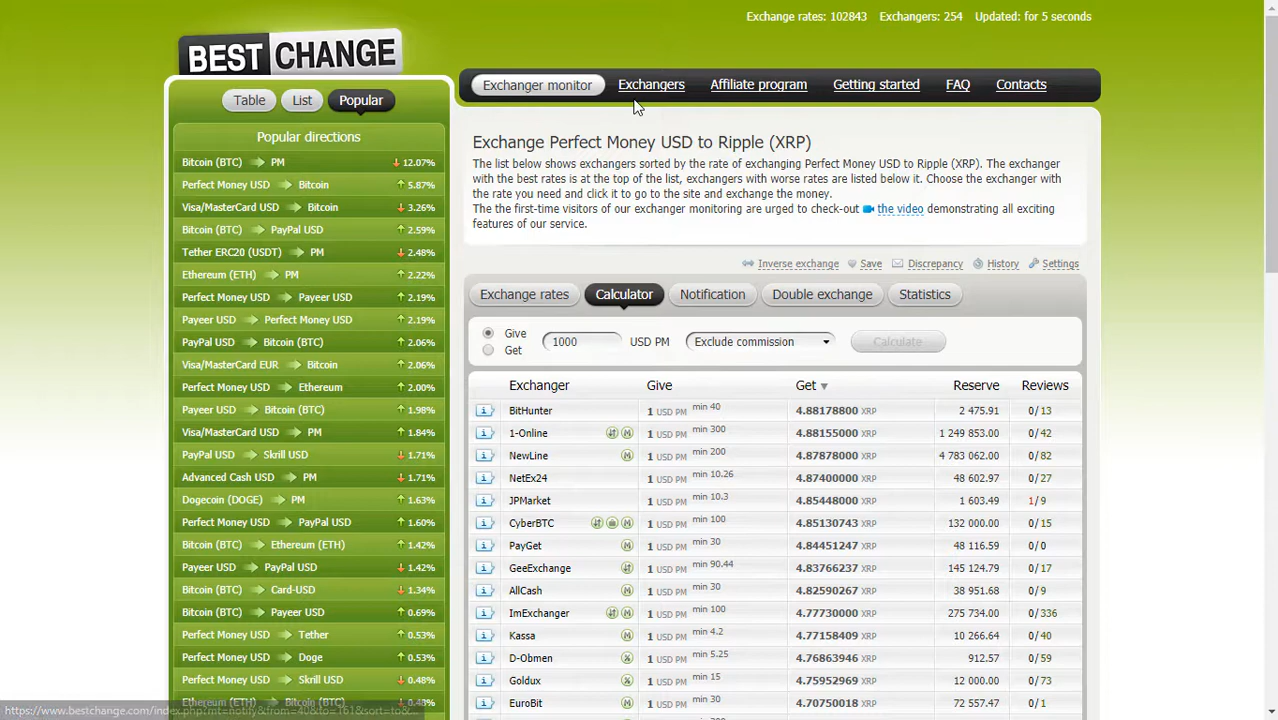 Exchange rates: 102843 Exchangers: 254 Updated: for 5 seconds
BESTCHANGE
Exchanger monitor Exchangers Affiliate program Getting started FAQ Contacts
Table List Popular
Popular directions
Bitcoin (BTC) PM 12.07%
Perfect Money USD Bitcoin 5.87%
Visa/MasterCard USD Bitcoin 3.26%
Bitcoin (BTC) PayPal USD 2.59%
Tether ERC20 (USDT) PM 2.48%
Ethereum (ETH) PM 2.22%
Perfect Money USD Payeer USD 2.19%
Payeer USD Perfect Money USD 2.19%
PayPal USD Bitcoin (BTC) 2.06%
Visa/MasterCard EUR Bitcoin 2.06%
Perfect Money USD Ethereum 2.00%
Payeer USD Bitcoin (BTC) 1.98%
Visa/MasterCard USD PM 1.84%
PayPal USD Skrill USD 1.71%
Advanced Cash USD PM 1.71%
Dogecoin (DOGE) PM 1.63%
Perfect Money USD PayPal USD 1.60%
Bitcoin (BTC) Ethereum (ETH) 1.42%
Payeer USD PayPal USD 1.42%
Bitcoin (BTC) Card-USD 1.34%
Bitcoin (BTC) Payeer USD 0.69%
Perfect Money USD Tether 0.53%
Perfect Money USD Doge 0.53%
Perfect Money USD Skrill USD 0.48%
Ethereum (ETH) Bitcoin (BTC) 0.48%
Exchange Perfect Money USD to Ripple (XRP)
The list below shows exchangers sorted by the rate of exchanging Perfect Money USD to Ripple (XRP). The exchanger
with the best rates is at the top of the list, exchangers with worse rates are listed below it. Choose the exchanger with
the rate you need and click it to go to the site and exchange the money.
The the first-time visitors of our exchanger monitoring are urged to check-out the video demonstrating all exciting
features of our service.
Inverse exchange Save Discrepancy History Settings
Exchange rates Calculator Notification Double exchange Statistics
Give
Get
1000 USD PM Exclude commission Calculate
Exchanger Give Get Reserve Reviews
BitHunter 1 USD PM min 40 4.88178800 XRP 2 475.91 0/13
1-Online M 1 USD PM min 300 4.88155000 XRP 1 249 853.00 0/42
NewLine M 1 USD PM min 200 4.87878000 XRP 4 783 062.00 0/82
NetEx24 1 USD PM min 10.26 4.87400000 XRP 48 602.97 0/27
JPMarket 1 USD PM min 10.3 4.85448000 XRP 1 603.49 1/9
CyberBTC M 1 USD PM min 100 4.85130743 XRP 132 000.00 0/15
PayGet M 1 USD PM min 30 4.84451247 XRP 48 116.59 0/0
GeeExchange 1 USD PM min 90.44 4.83766237 XRP 145 124.79 0/17
AllCash M 1 USD PM min 30 4.82590267 XRP 38 951.68 0/9
ImExchanger M 1 USD PM min 100 4.77730000 XRP 275 734.00 0/336
Kassa M 1 USD PM min 4.2 4.77158409 XRP 10 266.64 0/40
D-Obmen 1 USD PM min 5.25 4.76863946 XRP 912.57 0/59
Goldux 1 USD PM min 15 4.75952969 XRP 12 000.00 0/73
EuroBit M 1 USD PM min 30 4.70750018 XRP 72 557.47 0/1